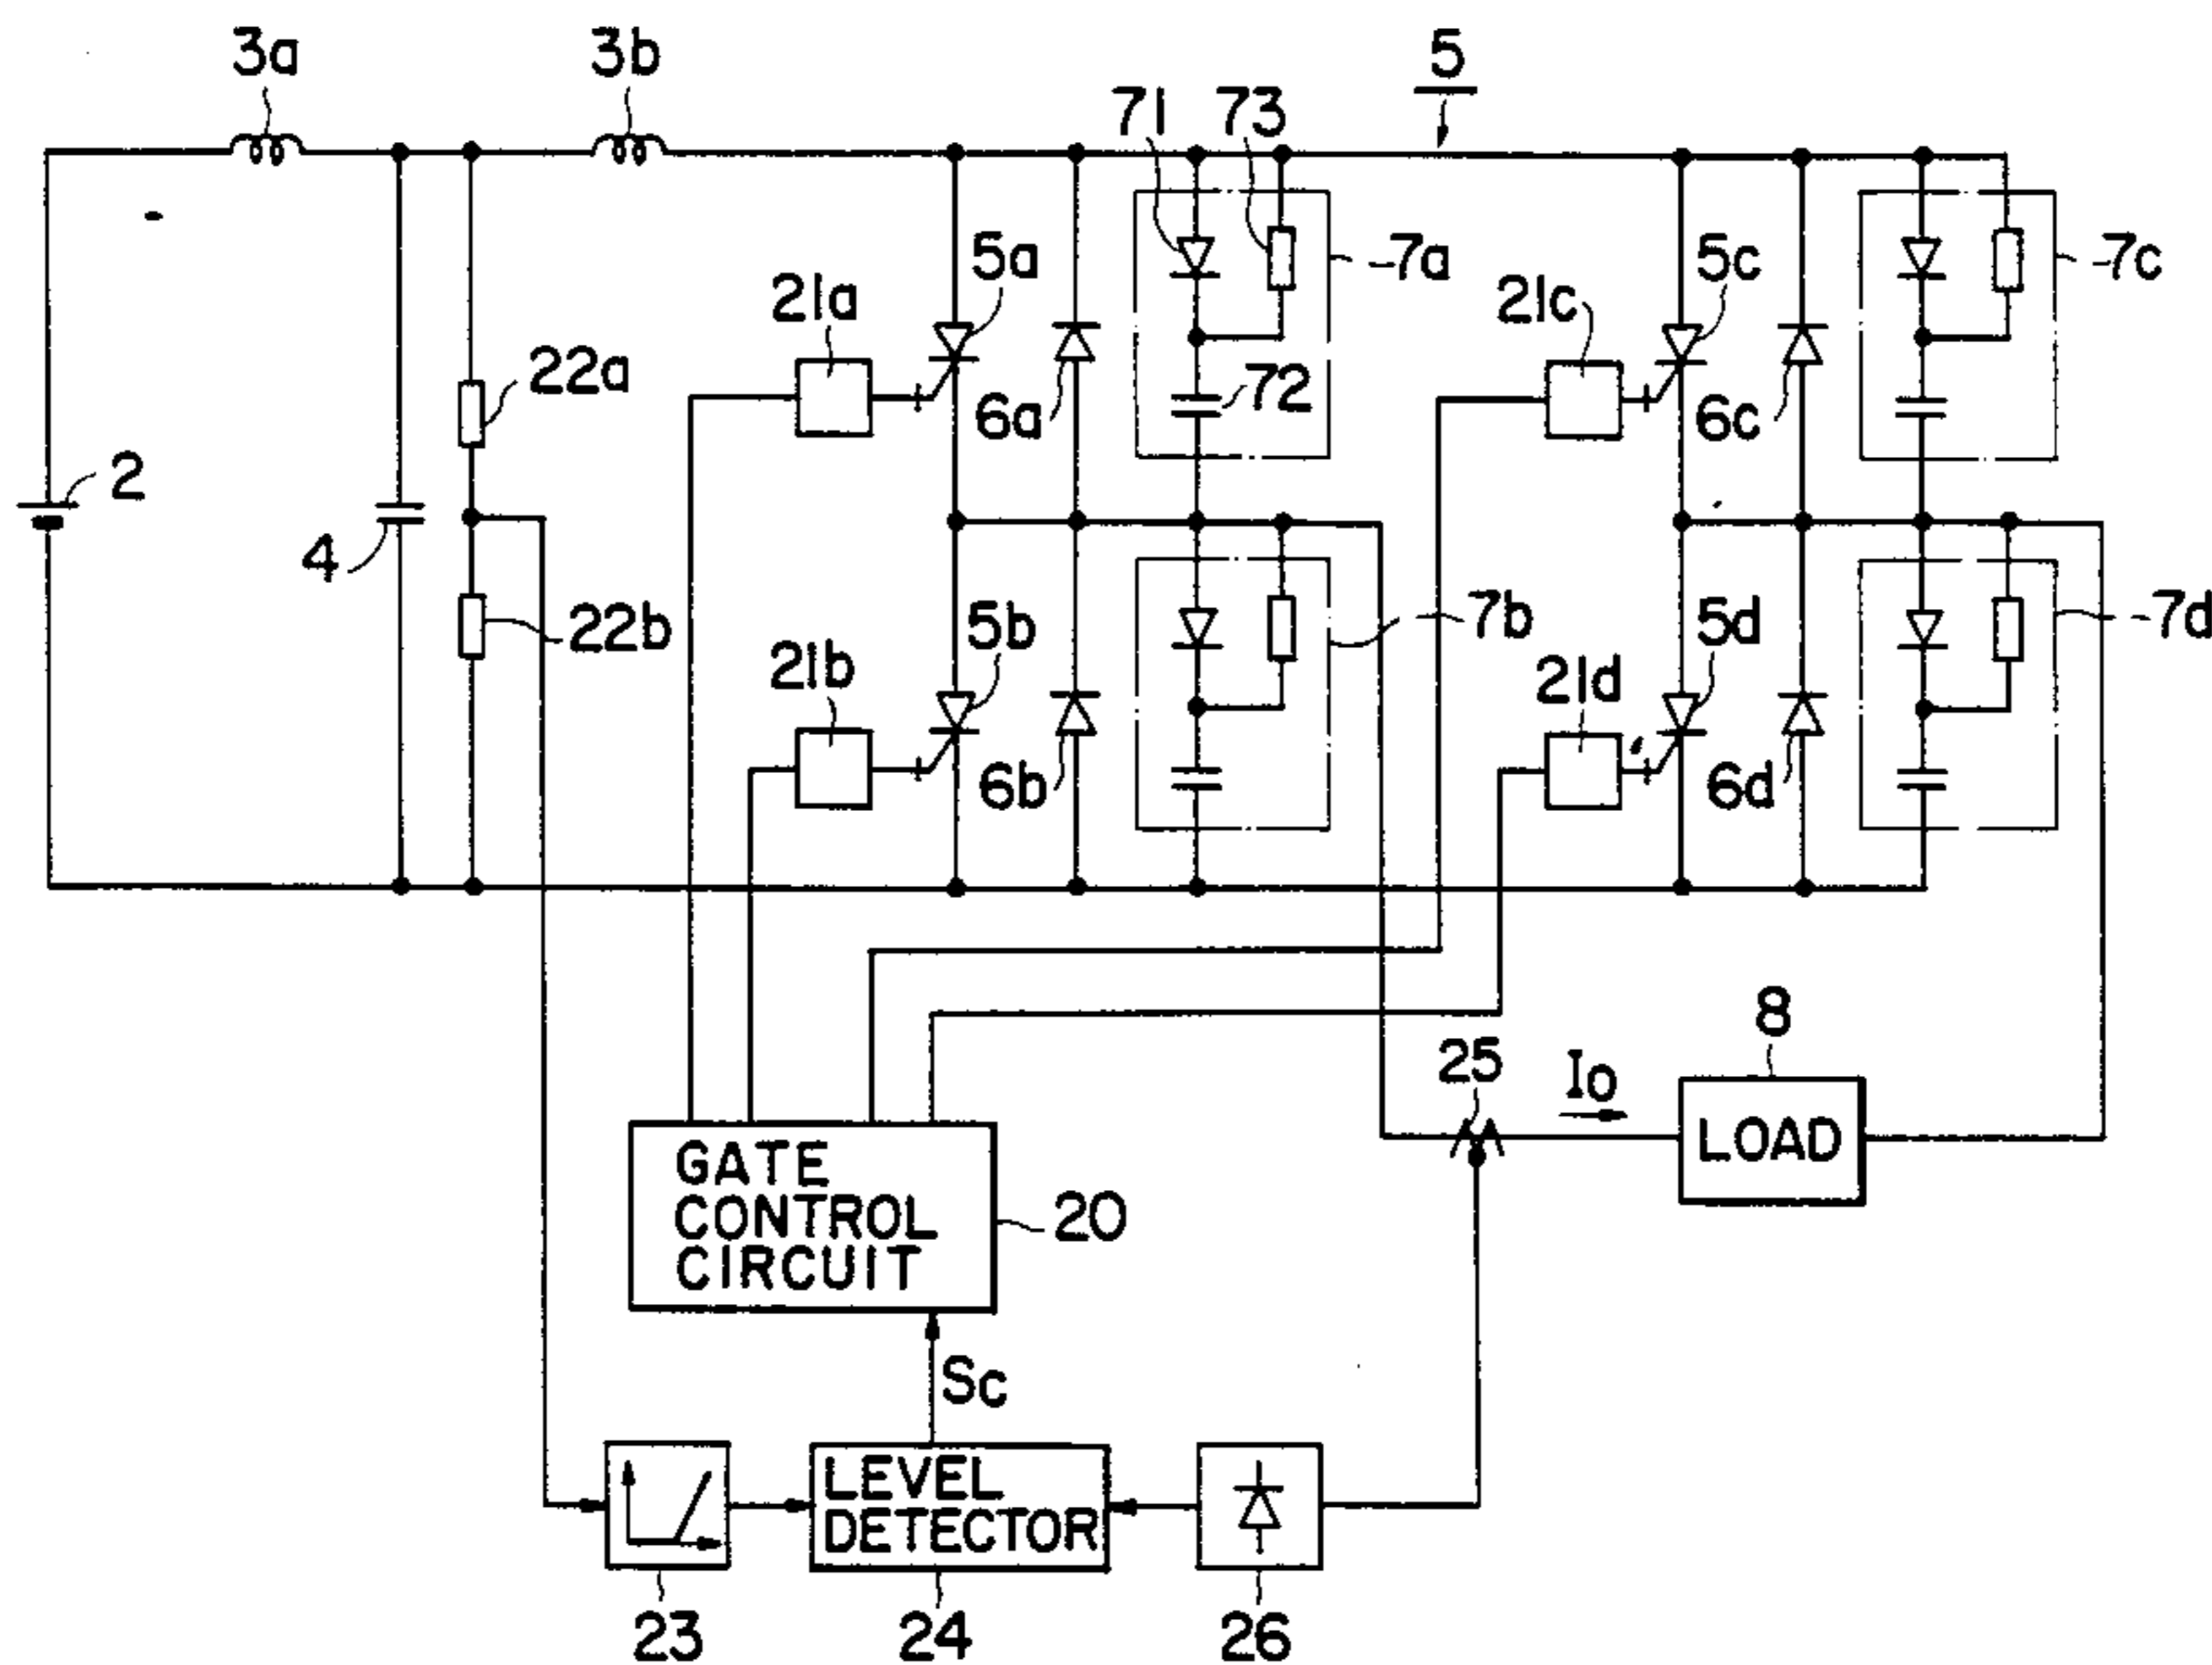 3a
3b
5
71
73
5a
7a
5c
7c
21a
21c
22a
6a
72
6c
2
4
22b
5b
7b
5d
7d
21b
21d
6b
6d
8
25
Io
LOAD
GATE
CONTROL
CIRCUIT
20
Sc
LEVEL
DETECTOR
23
24
26